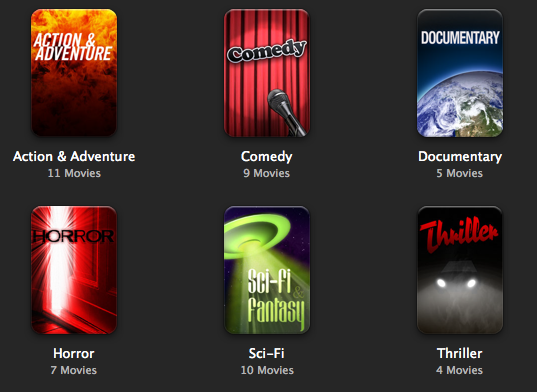 ACTION &
ADVENTURE
Comedy
DOCUMENTARY
Action & Adventure
Comedy
Documentary
11 Movies
9 Movies
5 Movies
HORROR
Sci-Fi
&
Fantasy
Thriller
Horror
Sci-Fi
Thriller
7 Movies
10 Movies
4 Movies